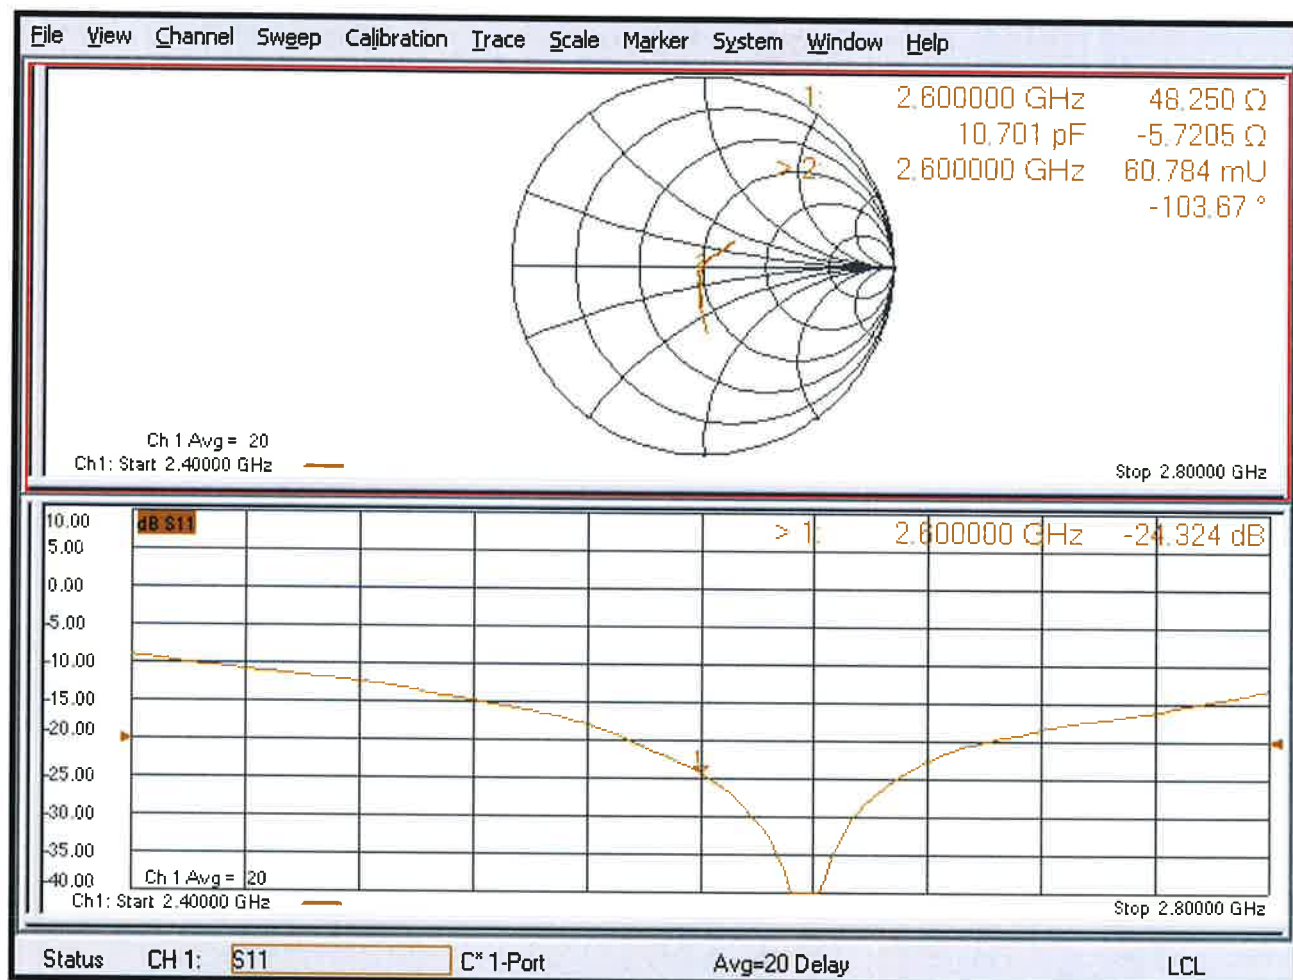 File View Channel Sweep Calibration Trace Scale Marker System Window Help
1: 2.600000 GHz 48.250 Ω
10.701 pF -5.7205 Ω
> 2: 2.600000 GHz 60.784 mU
-103.67 °
Ch 1 Avg = 20
Ch1: Start 2.40000 GHz
Stop 2.80000 GHz
10.00
dB S11
> 1: 2.600000 GHz -24.324 dB
5.00
0.00
-5.00
-10.00
-15.00
-20.00
-25.00
-30.00
-35.00
-40.00
Ch 1 Avg = 20
Ch1: Start 2.40000 GHz
Stop 2.80000 GHz
Status CH 1: S11 C* 1-Port Avg=20 Delay LCL